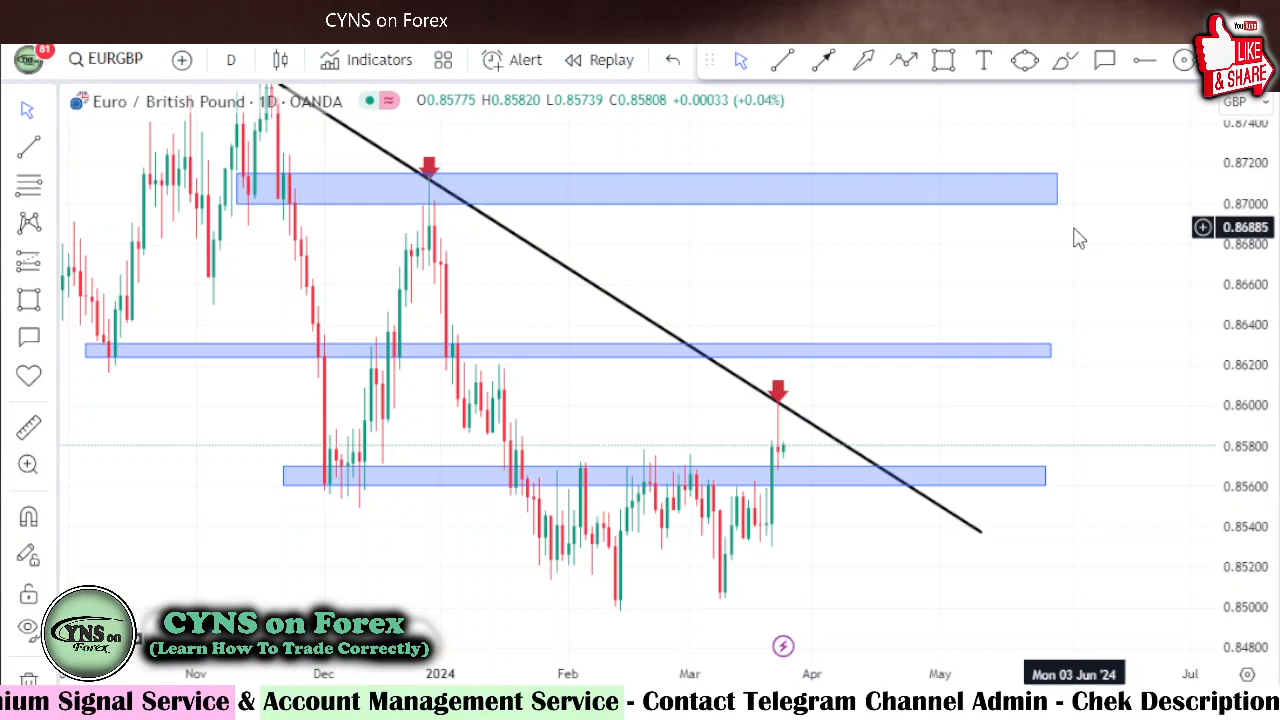 CYNS on Forex
81
EURGBP
D
Indicators
Alert
Replay
You Tube
LIKE
& SHARE
Euro / British Pound · 1D · OANDA
O0.85775 H0.85820 L0.85739 C0.85808 +0.00033 (+0.04%)
GBP
0.87400
0.87200
0.87000
0.86885
0.86800
0.86600
0.86400
0.86200
0.86000
0.85800
0.85600
0.85400
0.85200
0.85000
0.84800
CYNS on
Forex
CYNS on Forex
(Learn How To Trade Correctly)
Nov Dec 2024 Feb Mar Apr May Mon 03 Jun '24 Jul
nium Signal Service & Account Management Service - Contact Telegram Channel Admin - Chek Description